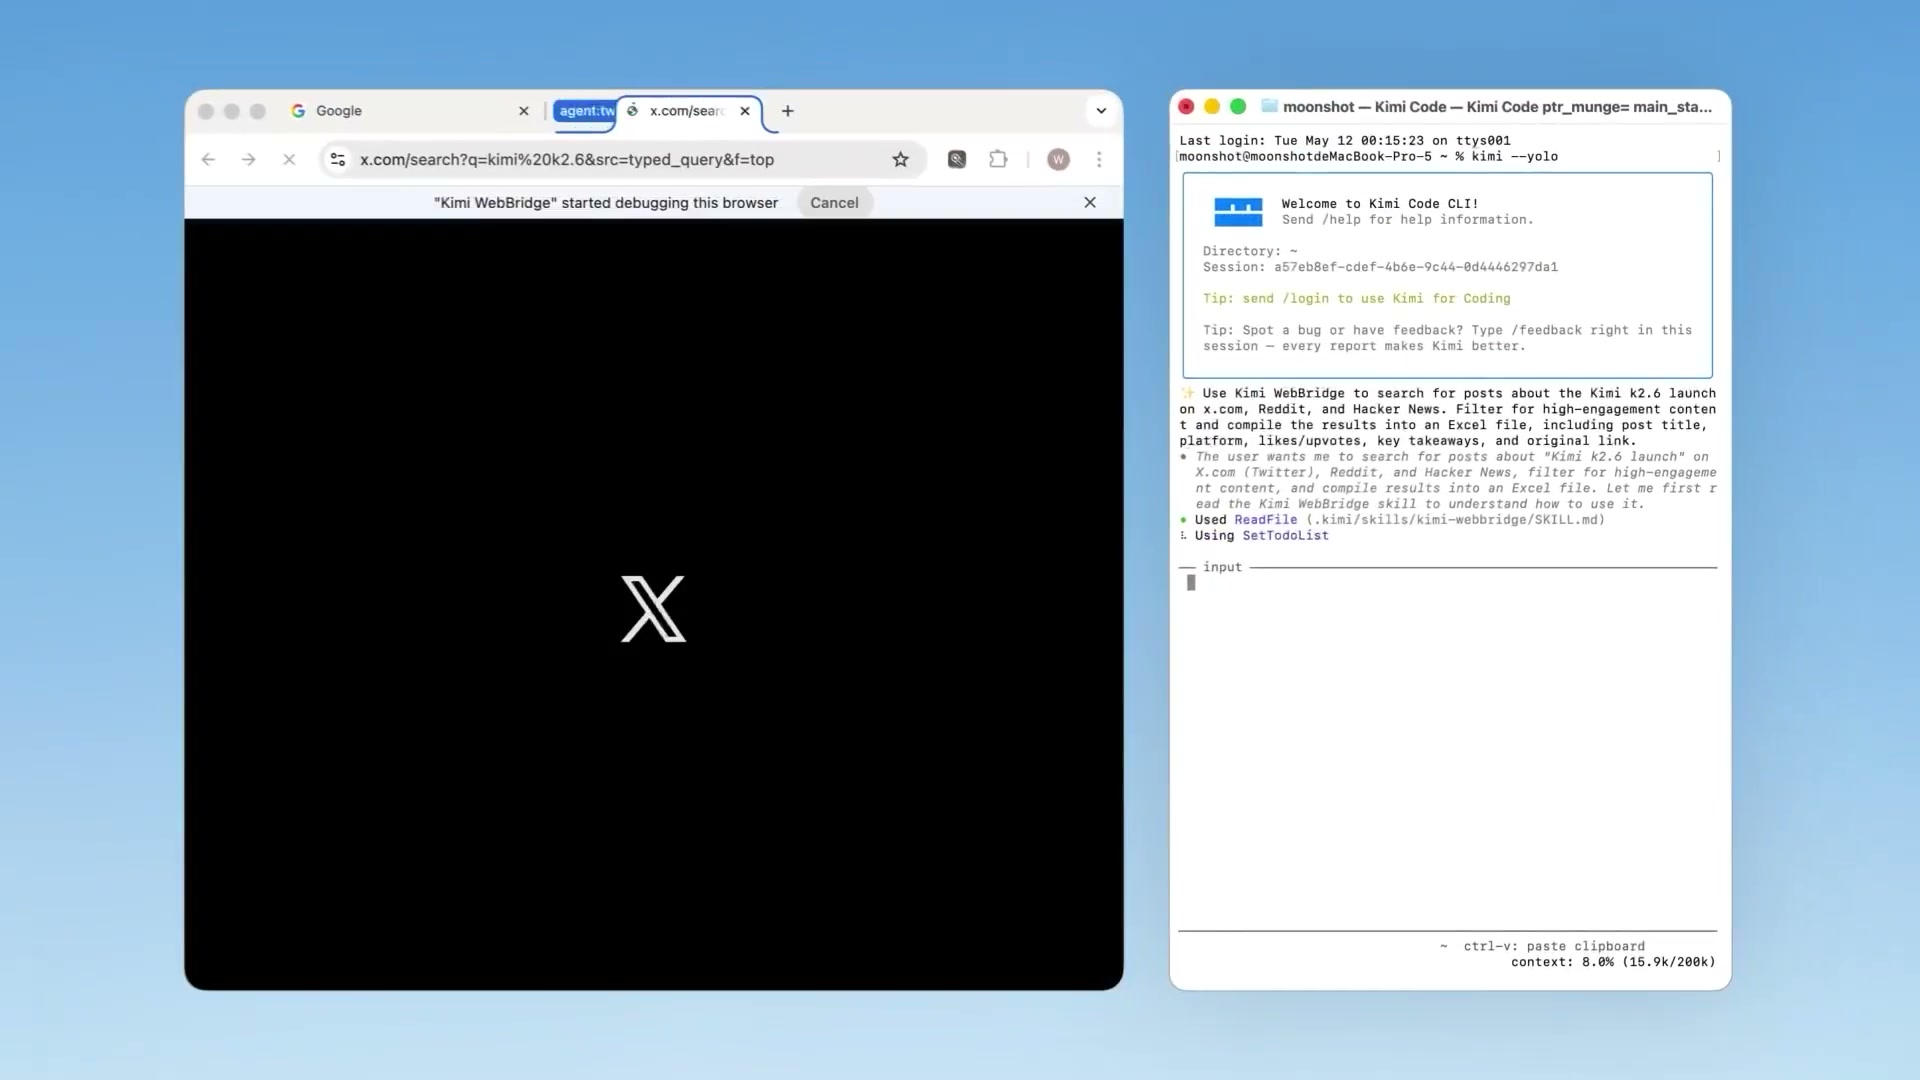 Google
agent:tw
x.com/sear
x.com/search?q=kimi%20k2.6&src=typed_query&f=top
W
"Kimi WebBridge" started debugging this browser
Cancel
moonshot — Kimi Code — Kimi Code ptr_munge= main_sta...
Last login: Tue May 12 00:15:23 on ttys001
[moonshot@moonshotdeMacBook-Pro-5 ~ % kimi --yolo ]
Welcome to Kimi Code CLI!
Send /help for help information.
Directory: ~
Session: a57eb8ef-cdef-4b6e-9c44-0d4446297da1
Tip: send /login to use Kimi for Coding
Tip: Spot a bug or have feedback? Type /feedback right in this
session — every report makes Kimi better.
✨ Use Kimi WebBridge to search for posts about the Kimi k2.6 launch
on x.com, Reddit, and Hacker News. Filter for high-engagement conten
t and compile the results into an Excel file, including post title,
platform, likes/upvotes, key takeaways, and original link.
• The user wants me to search for posts about "Kimi k2.6 launch" on
X.com (Twitter), Reddit, and Hacker News, filter for high-engageme
nt content, and compile results into an Excel file. Let me first r
ead the Kimi WebBridge skill to understand how to use it.
• Used ReadFile (.kimi/skills/kimi-webbridge/SKILL.md)
Using SetTodoList
input
~ ctrl-v: paste clipboard
context: 8.0% (15.9k/200k)